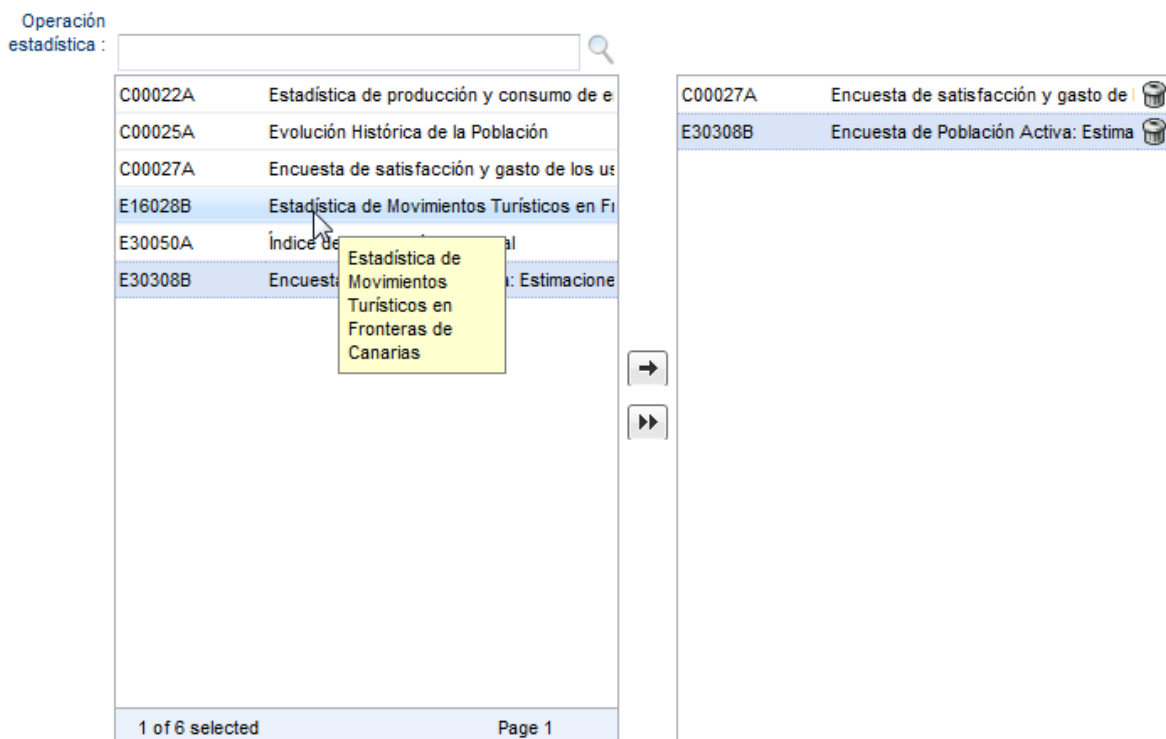 Operación
estadística :
C00022A Estadística de producción y consumo de e
C00025A Evolución Histórica de la Población
C00027A Encuesta de satisfacción y gasto de los us
E16028B Estadística de Movimientos Turísticos en Fr
E30050A Índice de al
E30308B Encuesta a: Estimacione
Estadística de
Movimientos
Turísticos en
Fronteras de
Canarias
1 of 6 selected Page 1
C00027A Encuesta de satisfacción y gasto de
E30308B Encuesta de Población Activa: Estima